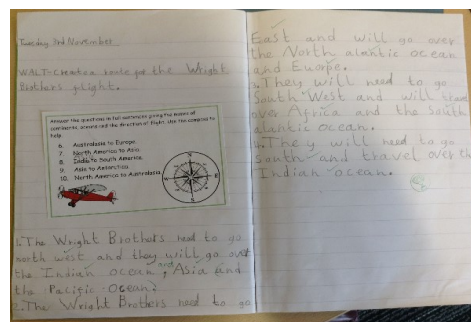 Tuesday 3rd November
WALT: Create a route for the Wright
Brothers flight.
Answer the questions in full sentences giving the names of
continents, oceans and the direction of flight. Use the compass to
help.
6. Australasia to Europe.
7. North America to Asia.
8. India to South America.
9. Asia to Antarctica.
10. North America to Australasia.
N
E
S
W
1. The Wright Brothers need to go
north west and they will go over
the Indian ocean, and Asia and
the Pacific Ocean.
2. The Wright Brothers need to go
East and will go over
the North alantic ocean
and Euorpe.
They will need to go
South West and will travel
over Africa and the South
alantic ocean.
They will need to go
south and travel over the
Indian ocean.